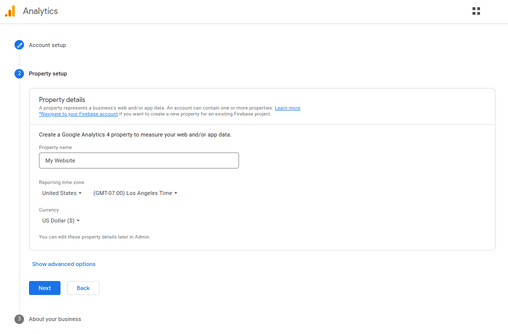 Analytics
Account setup
2
Property setup
Property details
A property represents a business's web and/or app data. An account can contain one or more properties. Learn more
*Navigate to your Firebase account if you want to create a new property for an existing Firebase project.
Create a Google Analytics 4 property to measure your web and/or app data.
Property name
My Website
Reporting time zone
United States (GMT-07:00) Los Angeles Time
Currency
US Dollar ($)
You can edit these property details later in Admin
Show advanced options
Next Back
3
About your business